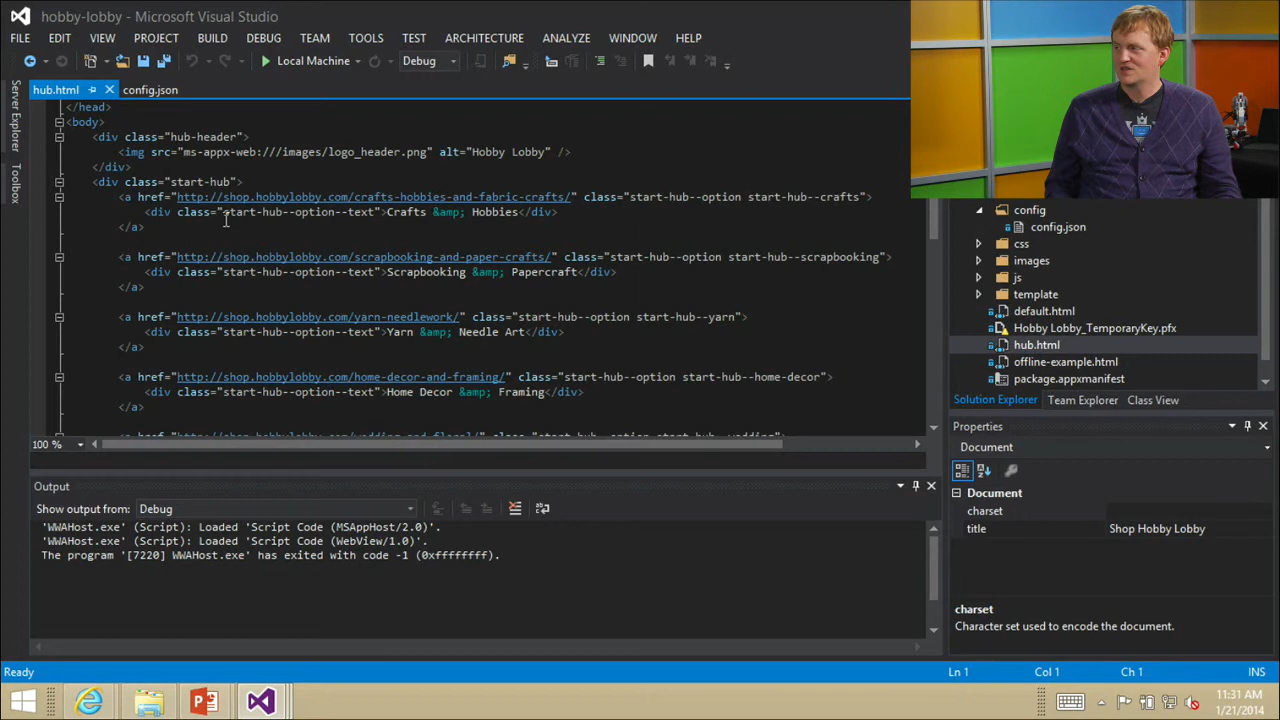 hobby-lobby - Microsoft Visual Studio
FILE EDIT VIEW PROJECT BUILD DEBUG TEAM TOOLS TEST ARCHITECTURE ANALYZE WINDOW HELP
Local Machine Debug
hub.html config.json
Server Explorer
Toolbox
</head>
<body>
<div class="hub-header">
<img src="ms-appx-web:///images/logo_header.png" alt="Hobby Lobby" />
</div>
<div class="start-hub">
<a href="http://shop.hobbylobby.com/crafts-hobbies-and-fabric-crafts/" class="start-hub--option start-hub--crafts">
<div class="start-hub--option--text">Crafts &amp; Hobbies</div>
</a>
<a href="http://shop.hobbylobby.com/scrapbooking-and-paper-crafts/" class="start-hub--option start-hub--scrapbooking">
<div class="start-hub--option--text">Scrapbooking &amp; Papercraft</div>
</a>
<a href="http://shop.hobbylobby.com/yarn-needlework/" class="start-hub--option start-hub--yarn">
<div class="start-hub--option--text">Yarn &amp; Needle Art</div>
</a>
<a href="http://shop.hobbylobby.com/home-decor-and-framing/" class="start-hub--option start-hub--home-decor">
<div class="start-hub--option--text">Home Decor &amp; Framing</div>
</a>
100 %
config
config.json
css
images
js
template
default.html
Hobby Lobby_TemporaryKey.pfx
hub.html
offline-example.html
package.appxmanifest
Solution Explorer Team Explorer Class View
Properties
Document
Document
charset
title Shop Hobby Lobby
charset
Character set used to encode the document.
Output
Show output from: Debug
'WWAHost.exe' (Script): Loaded 'Script Code (MSAppHost/2.0)'.
'WWAHost.exe' (Script): Loaded 'Script Code (WebView/1.0)'.
The program '[7220] WWAHost.exe' has exited with code -1 (0xffffffff).
Ready Ln 1 Col 1 Ch 1 INS
11:31 AM
1/21/2014